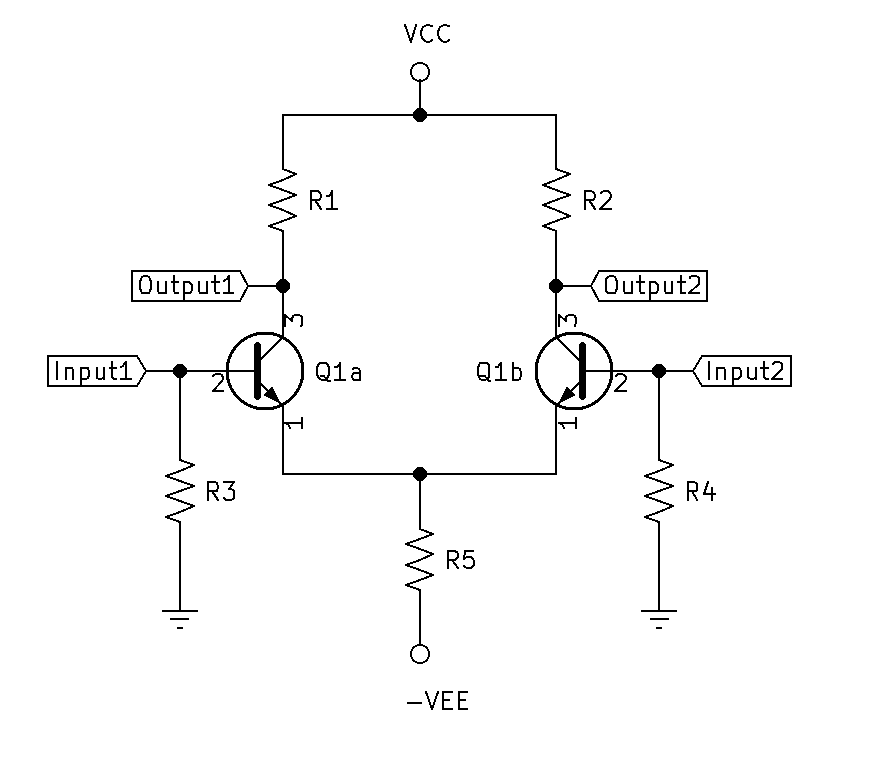 VCC
R1
R2
Output1
Output2
3
3
Input1
2
Q1a
Q1b
2
Input2
1
1
R3
R4
R5
-VEE